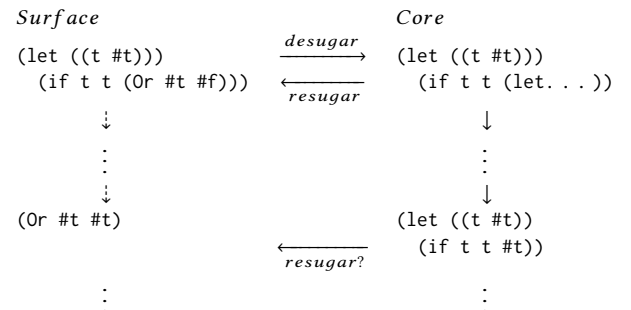 Surface
Core
(let ((t #t)))
desugar
(let ((t #t)))
(if t t (Or #t #f)))
resugar
(if t t (let...))
(Or #t #t)
(let ((t #t))
resugar?
(if t t #t))